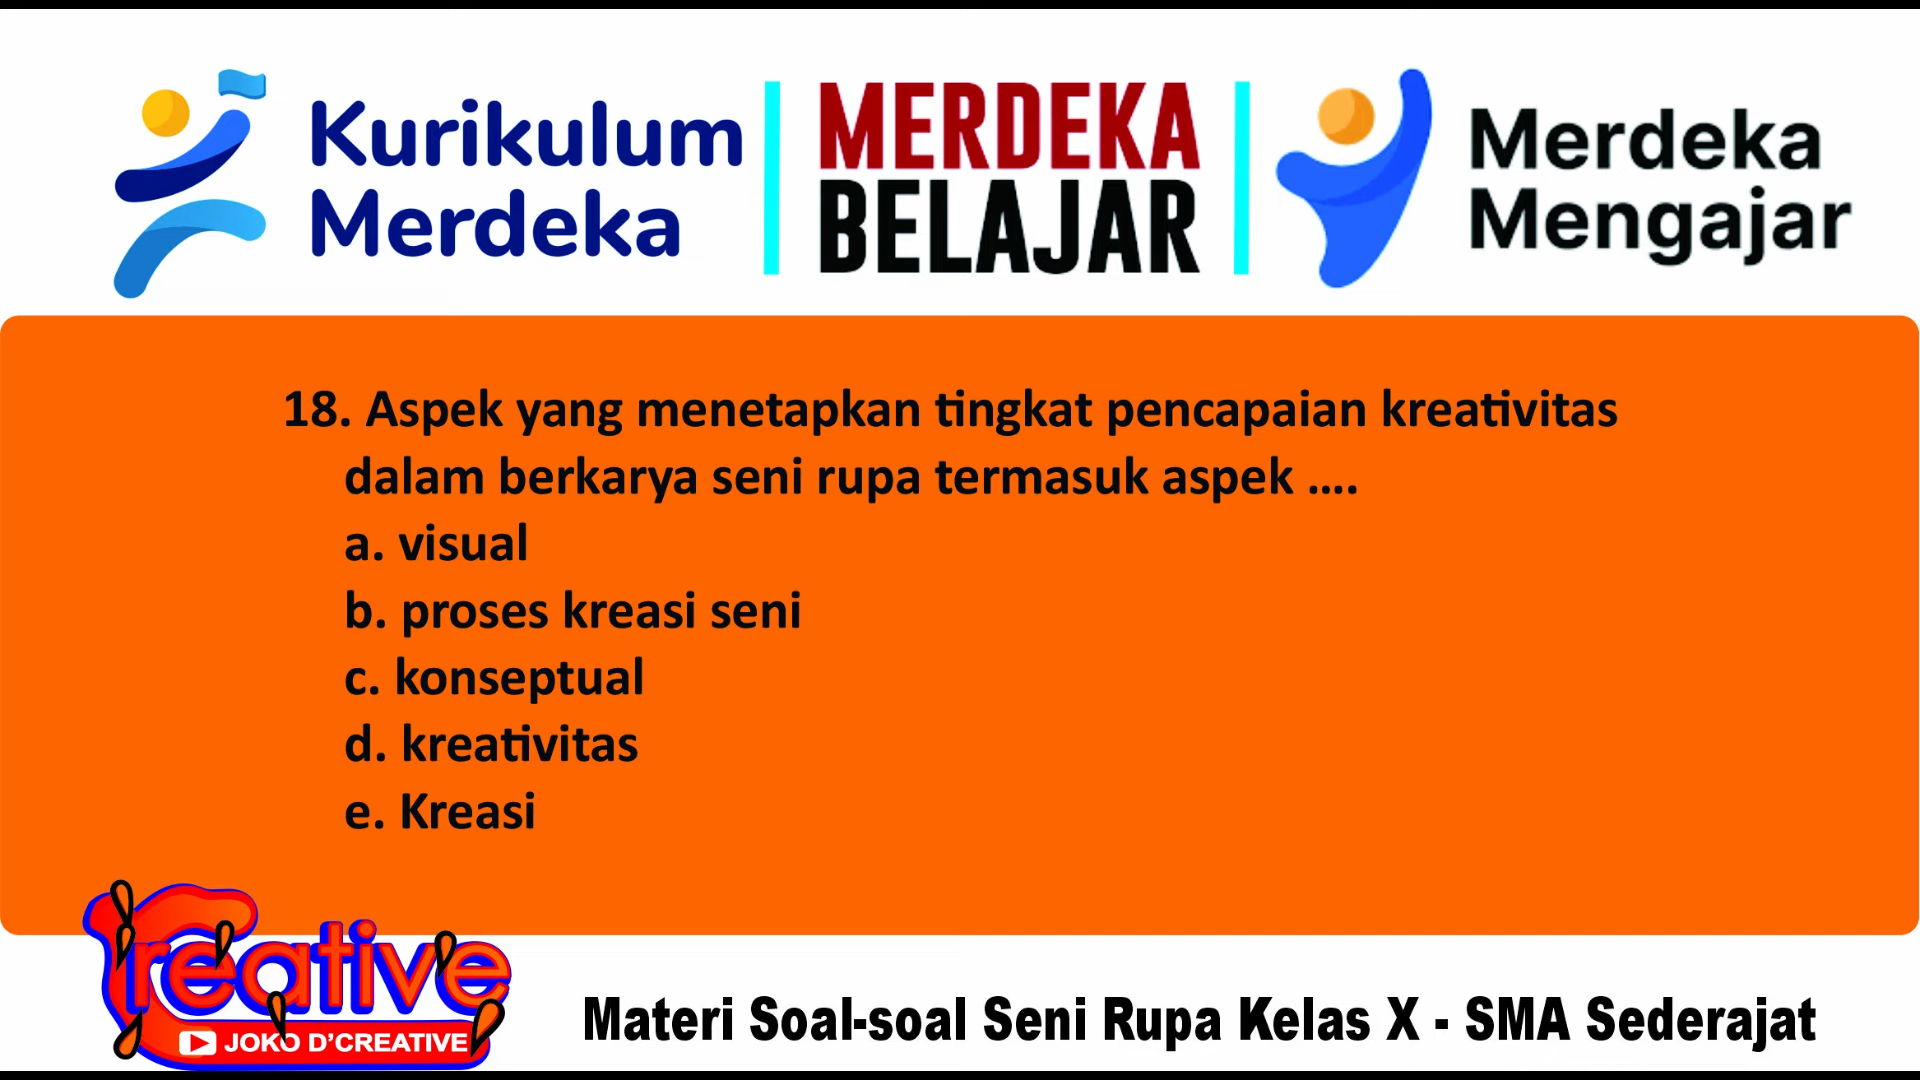 Kurikulum
Merdeka
MERDEKA
BELAJAR
Merdeka
Mengajar
18. Aspek yang menetapkan tingkat pencapaian kreativitas
dalam berkarya seni rupa termasuk aspek ....
a. visual
b. proses kreasi seni
c. konseptual
d. kreativitas
e. Kreasi
Creative
JOKO D'CREATIVE
Materi Soal-soal Seni Rupa Kelas X - SMA Sederajat